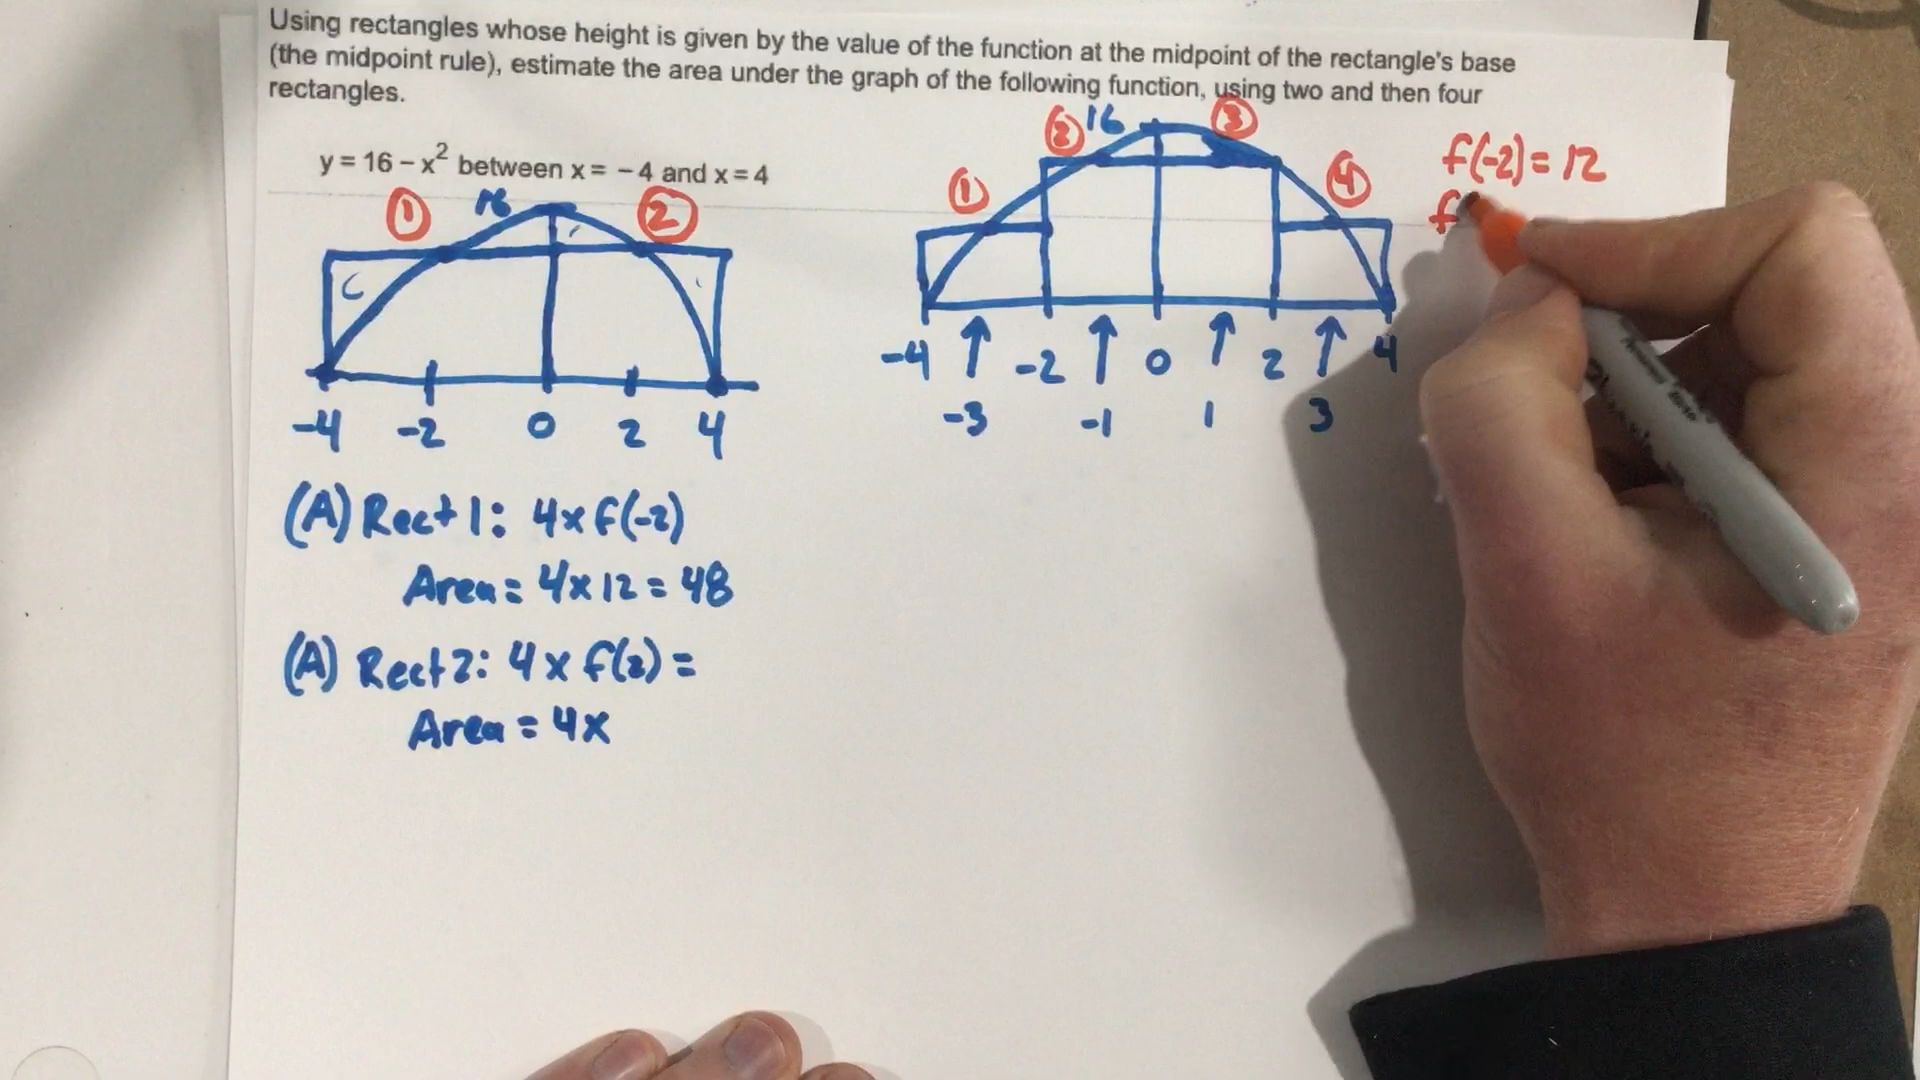 Using rectangles whose height is given by the value of the function at the midpoint of the rectangle's base
(the midpoint rule), estimate the area under the graph of the following function, using two and then four
rectangles.
y = 16 – x² between x = – 4 and x = 4
① 16 ②
-4 -2 0 2 4
(A) Rect 1: 4x f(-2)
Area = 4x12 = 48
(A) Rect 2: 4 x f(2) =
Area = 4x
① ② 16 ③ ④
-4 ↑ -2 ↑ 0 ↑ 2 ↑ 4
-3 -1 1 3
f(-2) = 12
f